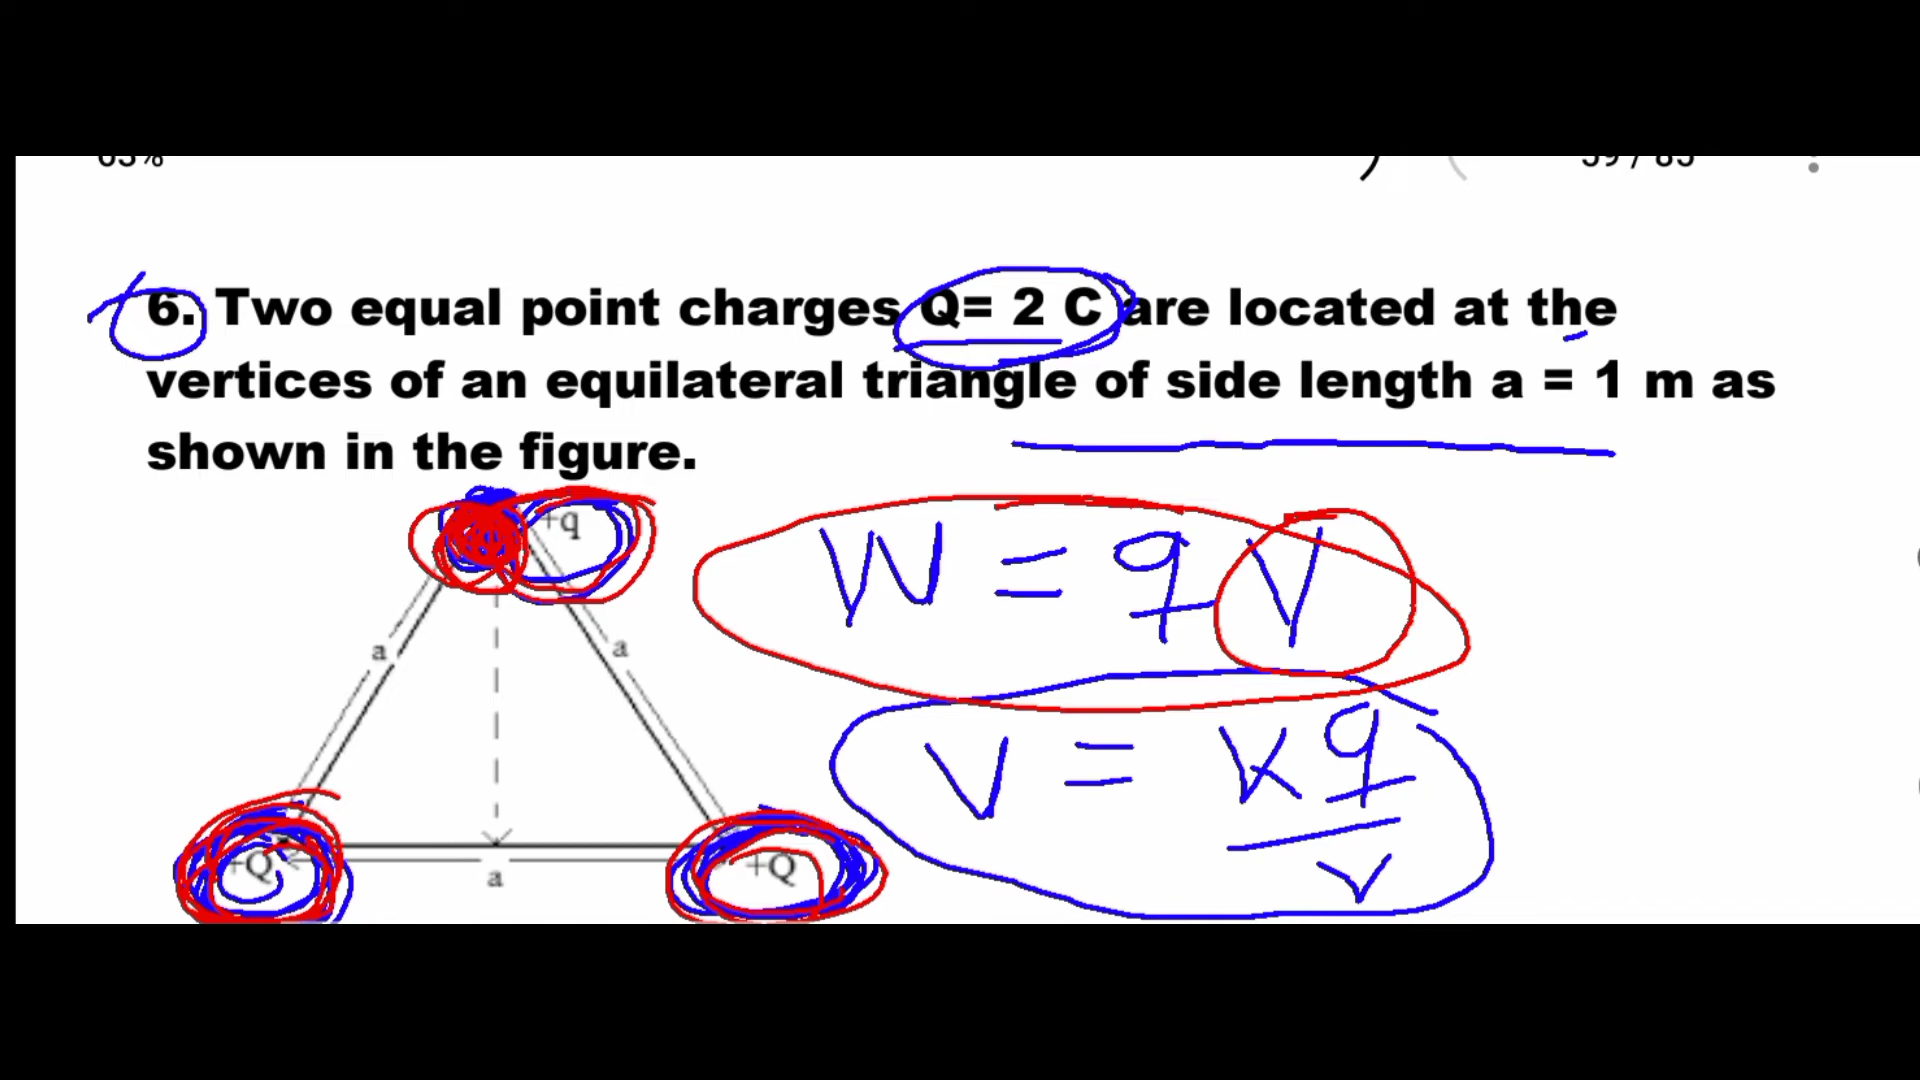 6. Two equal point charges Q= 2 C are located at the
vertices of an equilateral triangle of side length a = 1 m as
shown in the figure.
+q
W = qV
a
a
V = K q
r
+Q
a
+Q